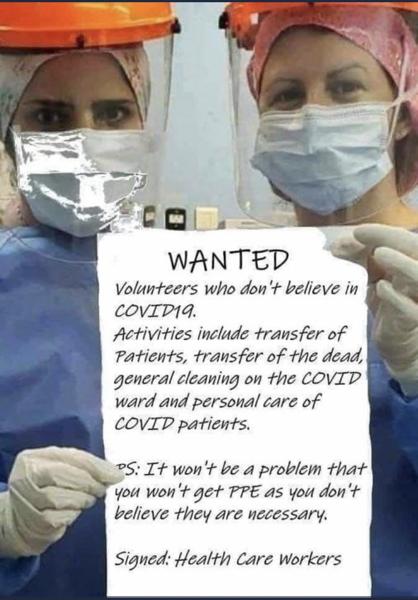 WANTED
Volunteers who don't believe in
COVID19.
Activities include transfer of
Patients, transfer of the dead,
general cleaning on the COVID
ward and personal care of
COVID patients.
PS: It won't be a problem that
you won't get PPE as you don't
believe they are necessary.
Signed: Health Care Workers